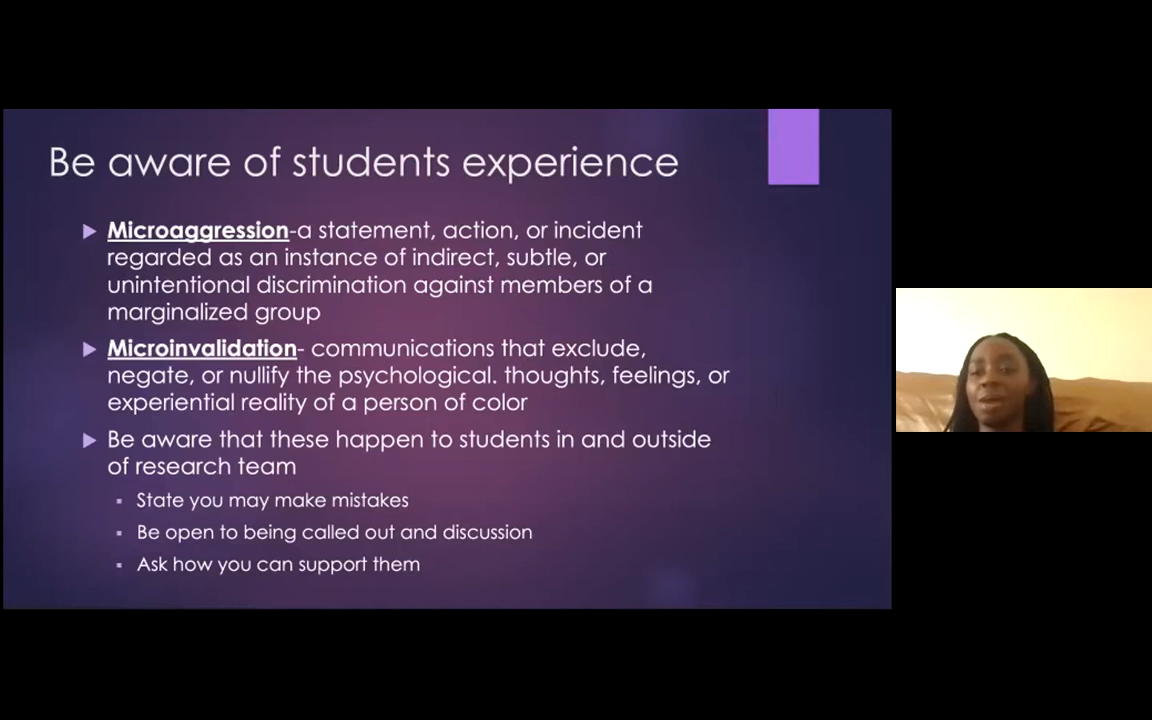 Be aware of students experience
Microaggression-a statement, action, or incident
regarded as an instance of indirect, subtle, or
unintentional discrimination against members of a
marginalized group
Microinvalidation- communications that exclude,
negate, or nullify the psychological. thoughts, feelings, or
experiential reality of a person of color
Be aware that these happen to students in and outside
of research team
State you may make mistakes
Be open to being called out and discussion
Ask how you can support them